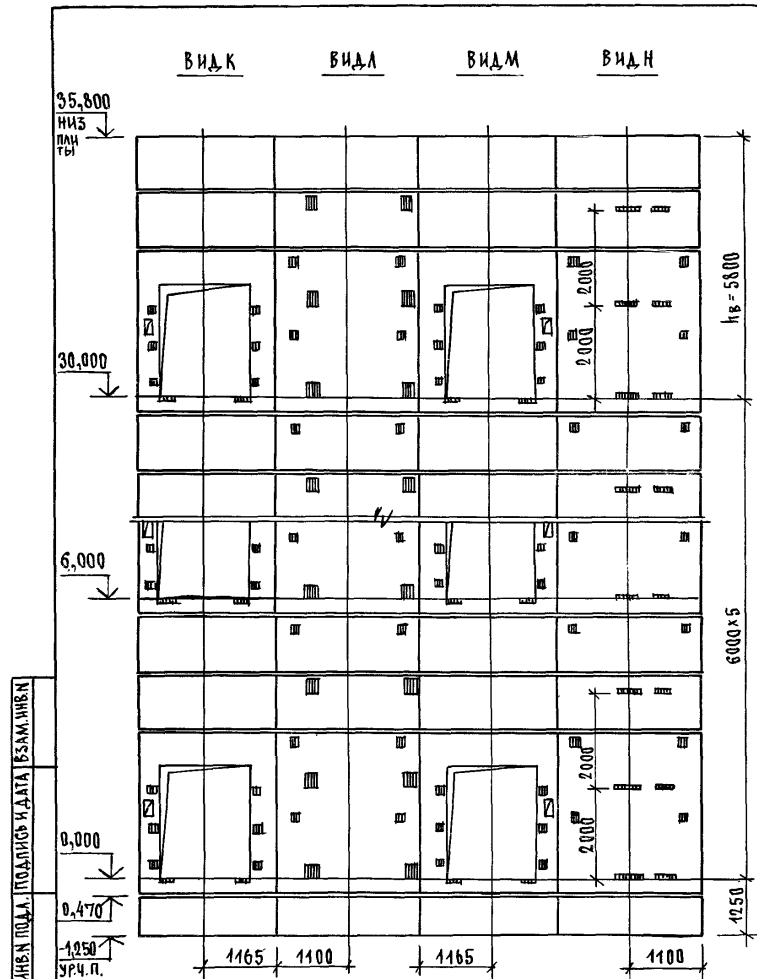 ВИД К
ВИД Л
ВИД М
ВИД Н
35,800
НИЗ
ПЛИ
ТЫ
2000
2000
hв = 5800
30,000
6,000
6000 х 5
2000
2000
0,000
0,470
-1,250
УР.Ч.П.
1250
1165
1100
1165
1100
ИНВ.N ПОДЛ.
ПОДПИСЬ И ДАТА
ВЗАМ.ИНВ.N